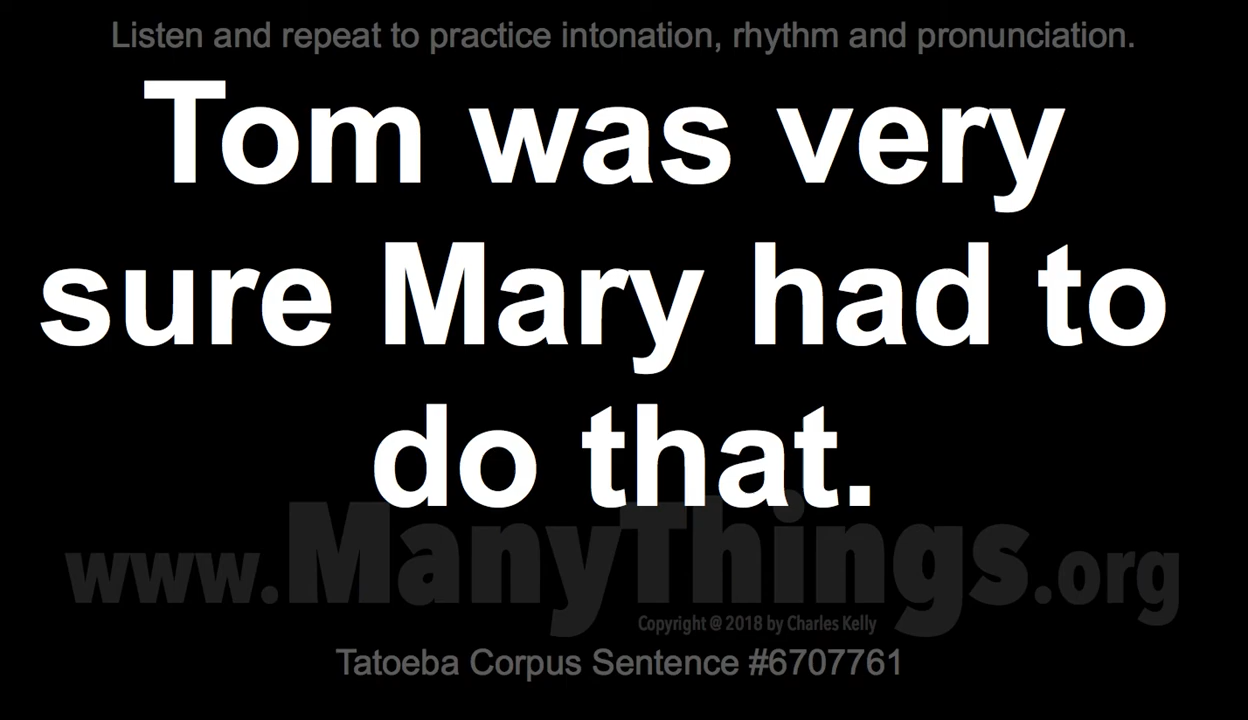 Listen and repeat to practice intonation, rhythm and pronunciation.
Tom was very
sure Mary had to
do that.
www.ManyThings.org
Copyright @ 2018 by Charles Kelly
Tatoeba Corpus Sentence #6707761